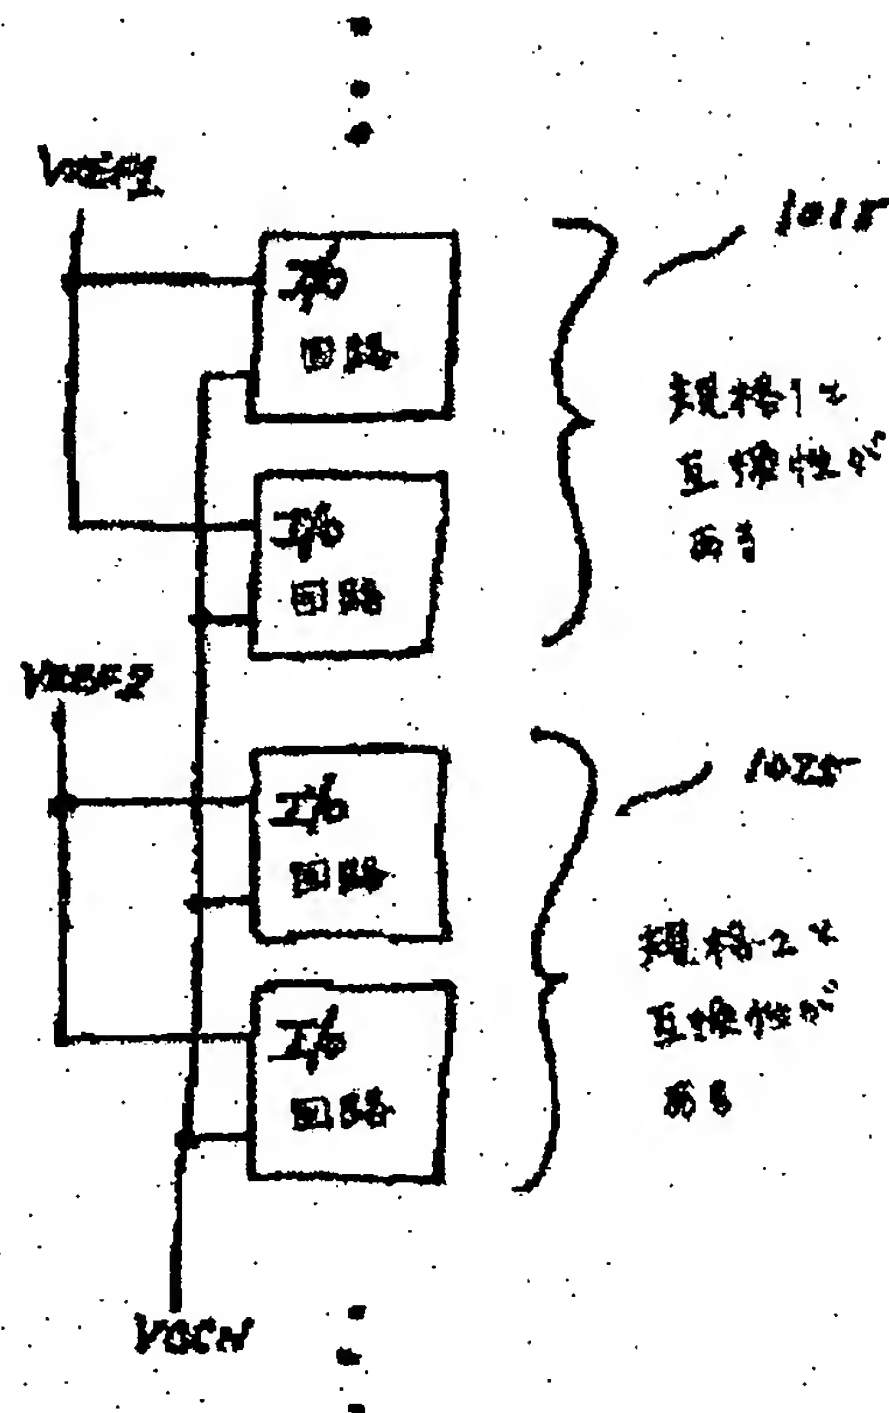 VREF1
I/O
回路
1015
規格1と
互換性が
ある
I/O
回路
VREF2
I/O
回路
1025
規格2と
互換性が
ある
I/O
回路
VCCN